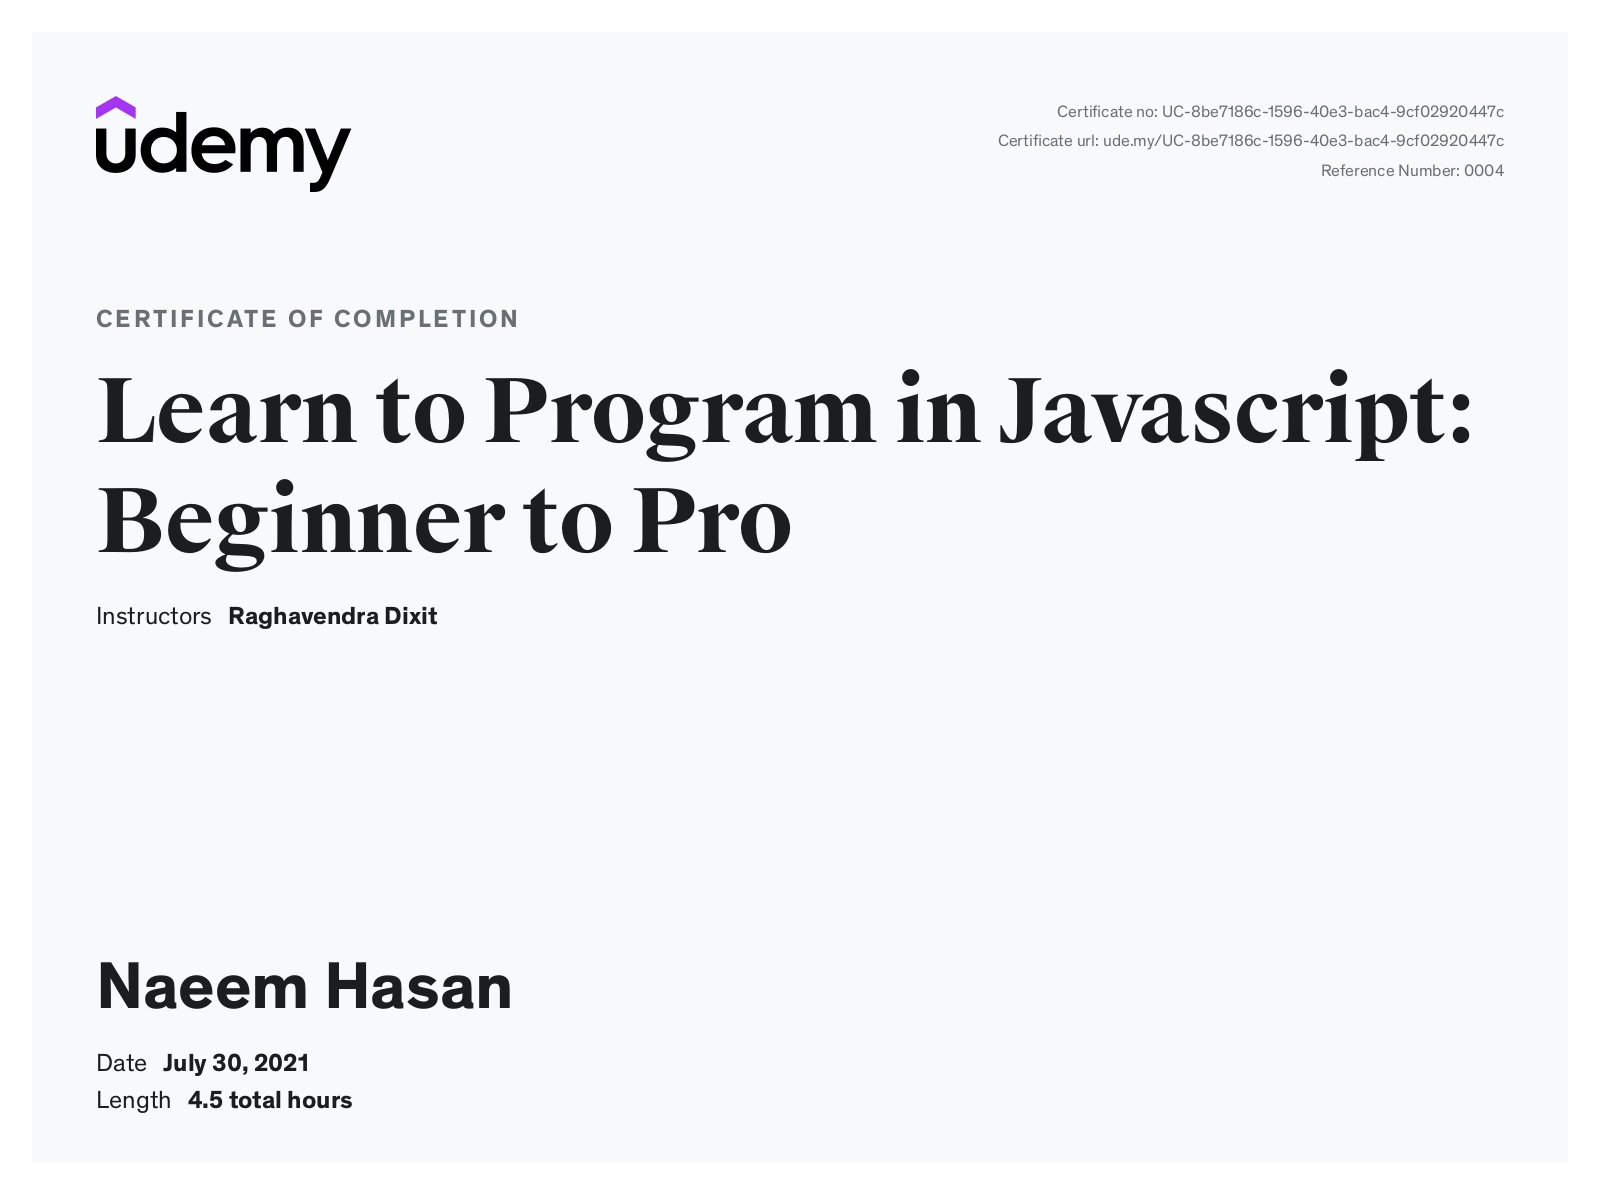 udemy
Certificate no: UC-8be7186c-1596-40e3-bac4-9cf02920447c
Certificate url: ude.my/UC-8be7186c-1596-40e3-bac4-9cf02920447c
Reference Number: 0004
CERTIFICATE OF COMPLETION
Learn to Program in Javascript:
Beginner to Pro
Instructors Raghavendra Dixit
Naeem Hasan
Date July 30, 2021
Length 4.5 total hours